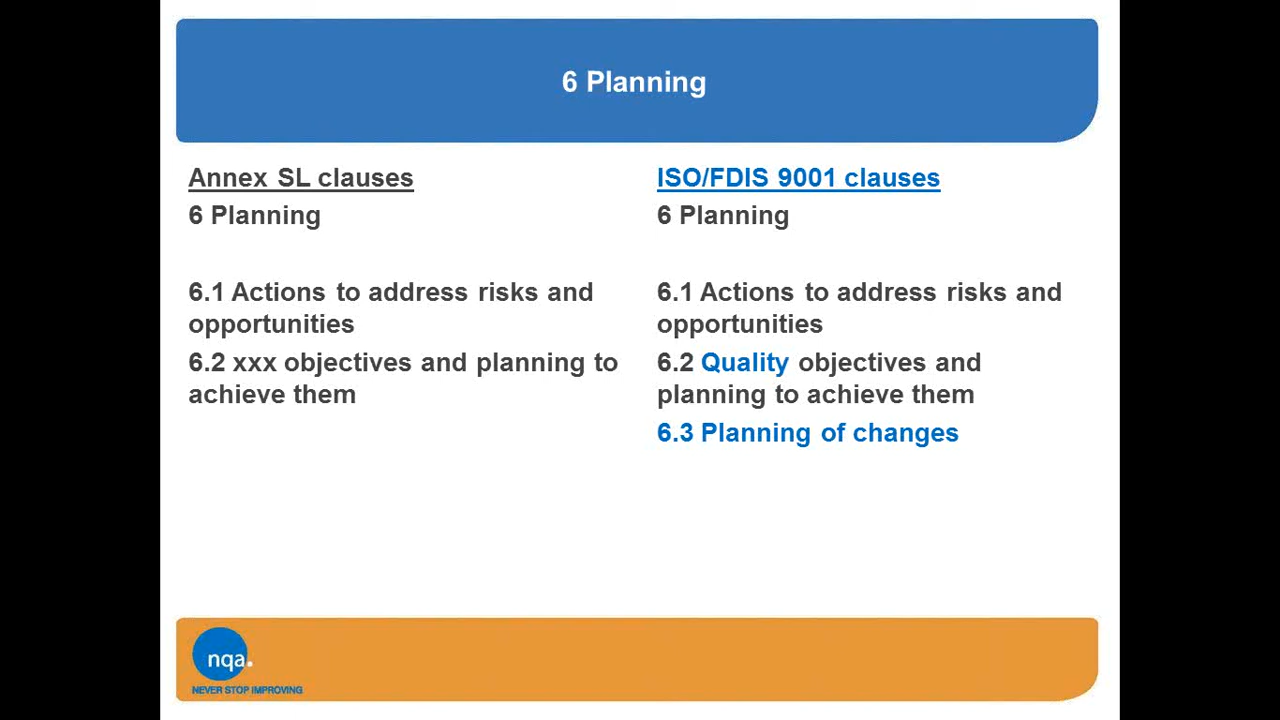 6 Planning
Annex SL clauses
6 Planning
6.1 Actions to address risks and
opportunities
6.2 xxx objectives and planning to
achieve them
ISO/FDIS 9001 clauses
6 Planning
6.1 Actions to address risks and
opportunities
6.2 Quality objectives and
planning to achieve them
6.3 Planning of changes
nqa.
NEVER STOP IMPROVING